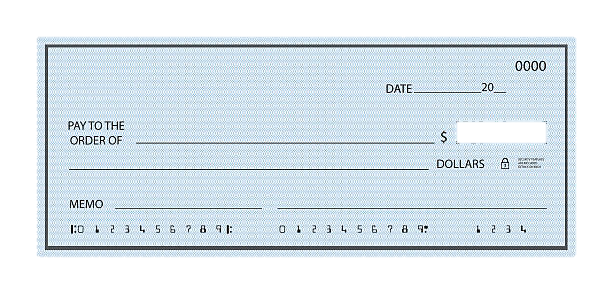 0000
DATE 20
PAY TO THE
ORDER OF $
DOLLARS
MEMO
0 1 2 3 4 5 6 7 8 9 0 1 2 3 4 5 6 7 8 9 1 2 3 4